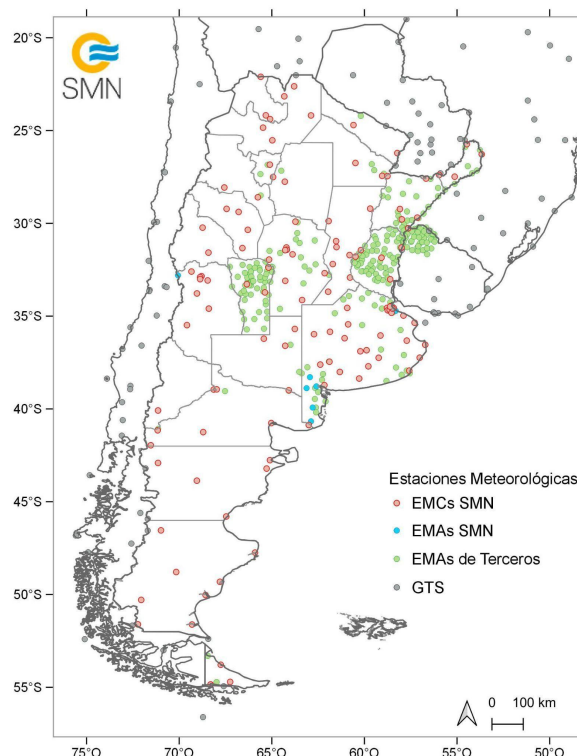 SMN
20°S
25°S
30°S
35°S
40°S
45°S
50°S
55°S
Estaciones Meteorológicas
EMCs SMN
EMAs SMN
EMAs de Terceros
GTS
0 100 km
75°W
70°W
65°W
60°W
55°W
50°W